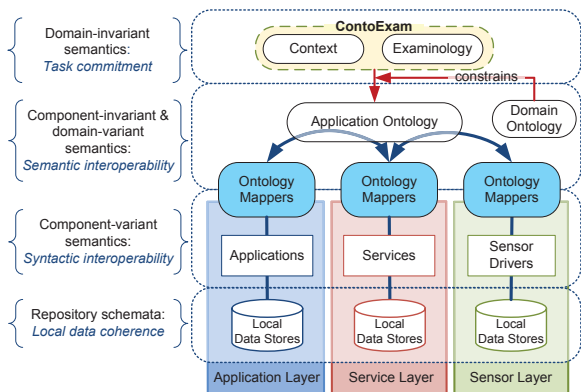 ContoExam
Context
Examinology
Domain-invariant
semantics:
Task commitment
constrains
Application Ontology
Domain
Ontology
Component-invariant &
domain-variant
semantics:
Semantic interoperability
Ontology
Mappers
Ontology
Mappers
Ontology
Mappers
Component-variant
semantics:
Syntactic interoperability
Applications
Services
Sensor
Drivers
Repository schemata:
Local data coherence
Local
Data Stores
Local
Data Stores
Local
Data Stores
Application Layer
Service Layer
Sensor Layer